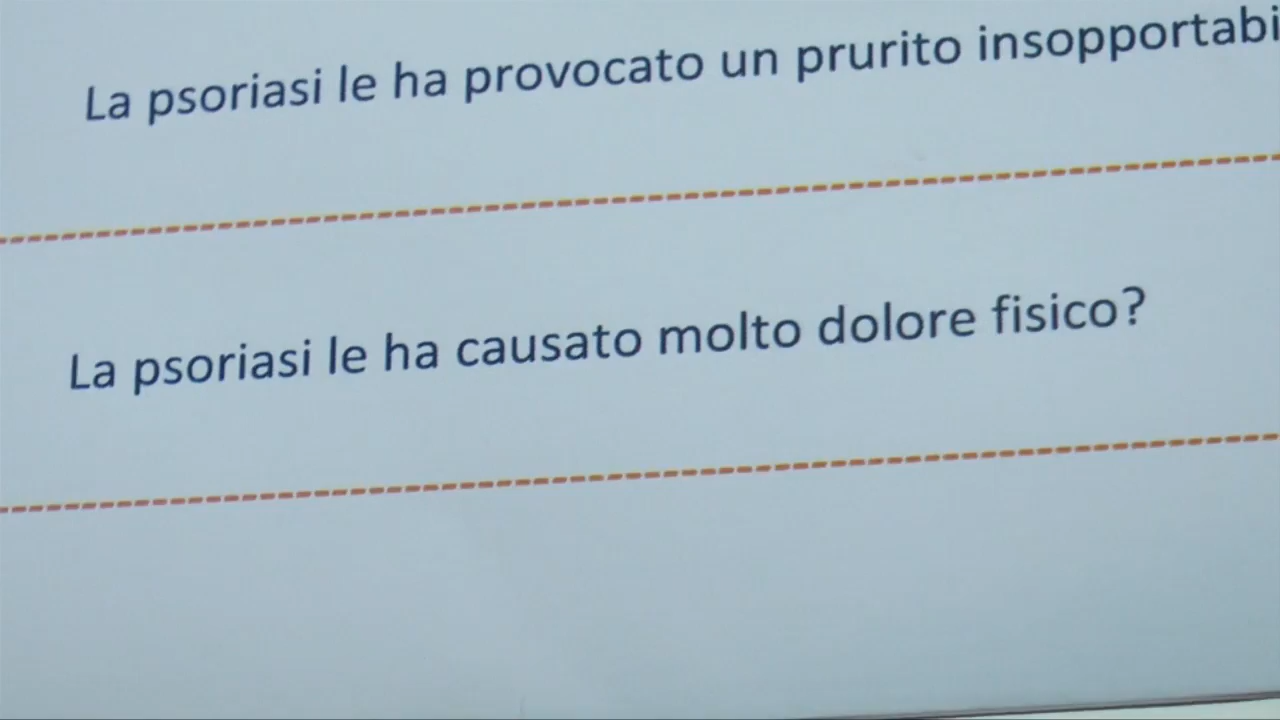 La psoriasi le ha provocato un prurito insopportabi
La psoriasi le ha causato molto dolore fisico?